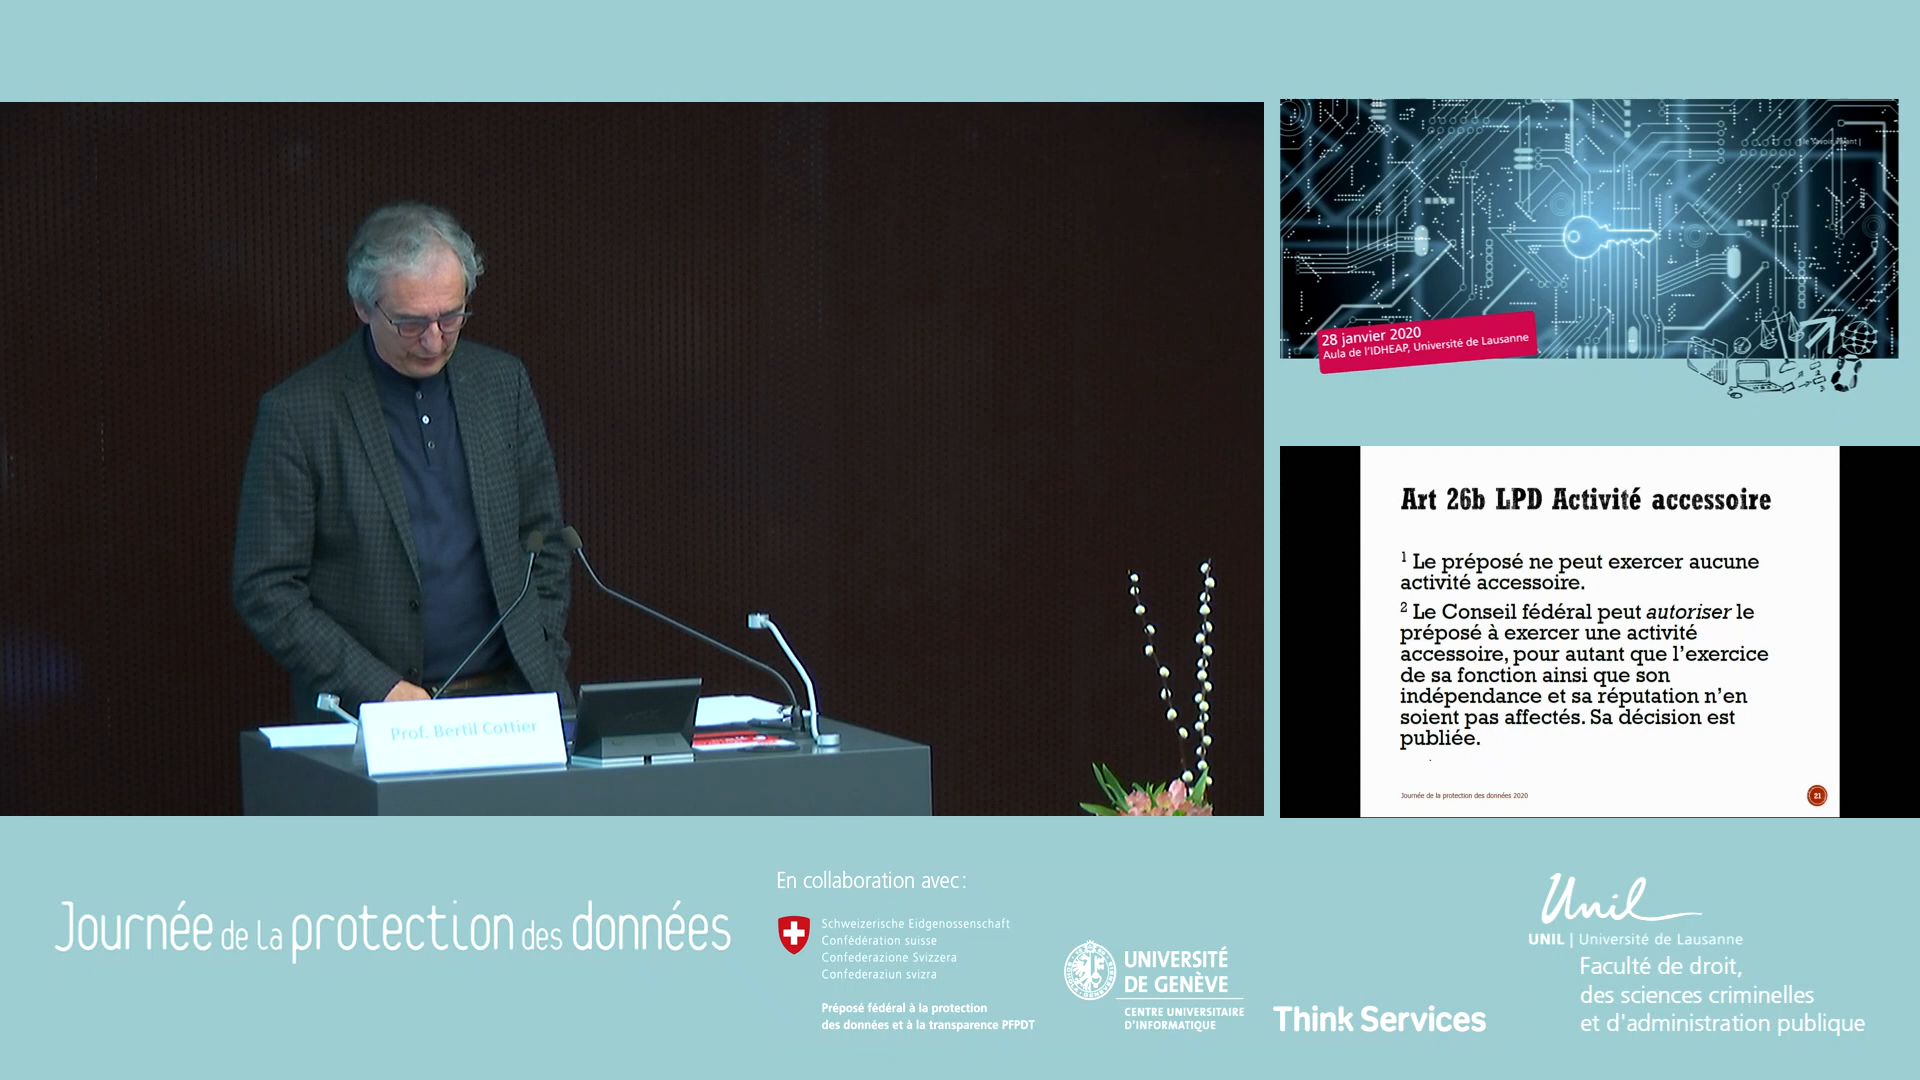 Prof. Bertil Cottier
|le savoir vivant|
28 janvier 2020
Aula de l'IDHEAP, Université de Lausanne
Art 26b LPD Activité accessoire
1 Le préposé ne peut exercer aucune
activité accessoire.
2 Le Conseil fédéral peut autoriser le
préposé à exercer une activité
accessoire, pour autant que l'exercice
de sa fonction ainsi que son
indépendance et sa réputation n'en
soient pas affectés. Sa décision est
publiée.
Journée de la protection des données 2020
21
Journée de la protection des données
En collaboration avec :
Schweizerische Eidgenossenschaft
Confédération suisse
Confederazione Svizzera
Confederaziun svizra
Préposé fédéral à la protection
des données et à la transparence PFPDT
UNIVERSITÉ
DE GENÈVE
CENTRE UNIVERSITAIRE
D'INFORMATIQUE
Think Services
Unil
UNIL | Université de Lausanne
Faculté de droit,
des sciences criminelles
et d'administration publique